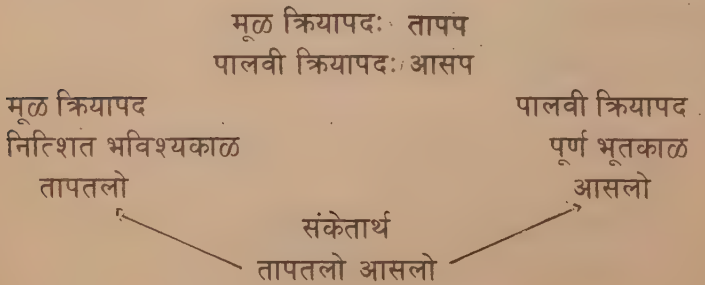 मूळ क्रियापदः तापप
पालवी क्रियापदः आसप
मूळ क्रियापद
नित्शित भविश्यकाळ
तापतलो
पालवी क्रियापद
पूर्ण भूतकाळ
आसलो
संकेतार्थ
तापतलो आसलो